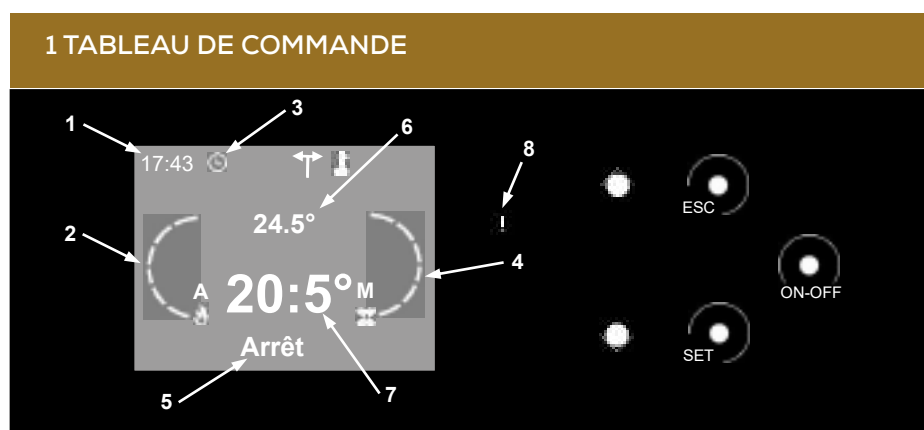 1 TABLEAU DE COMMANDE
1
3
6
8
17:43
ESC
24.5°
2
4
A
20:5°
M
ON-OFF
Arrêt
SET
5
7